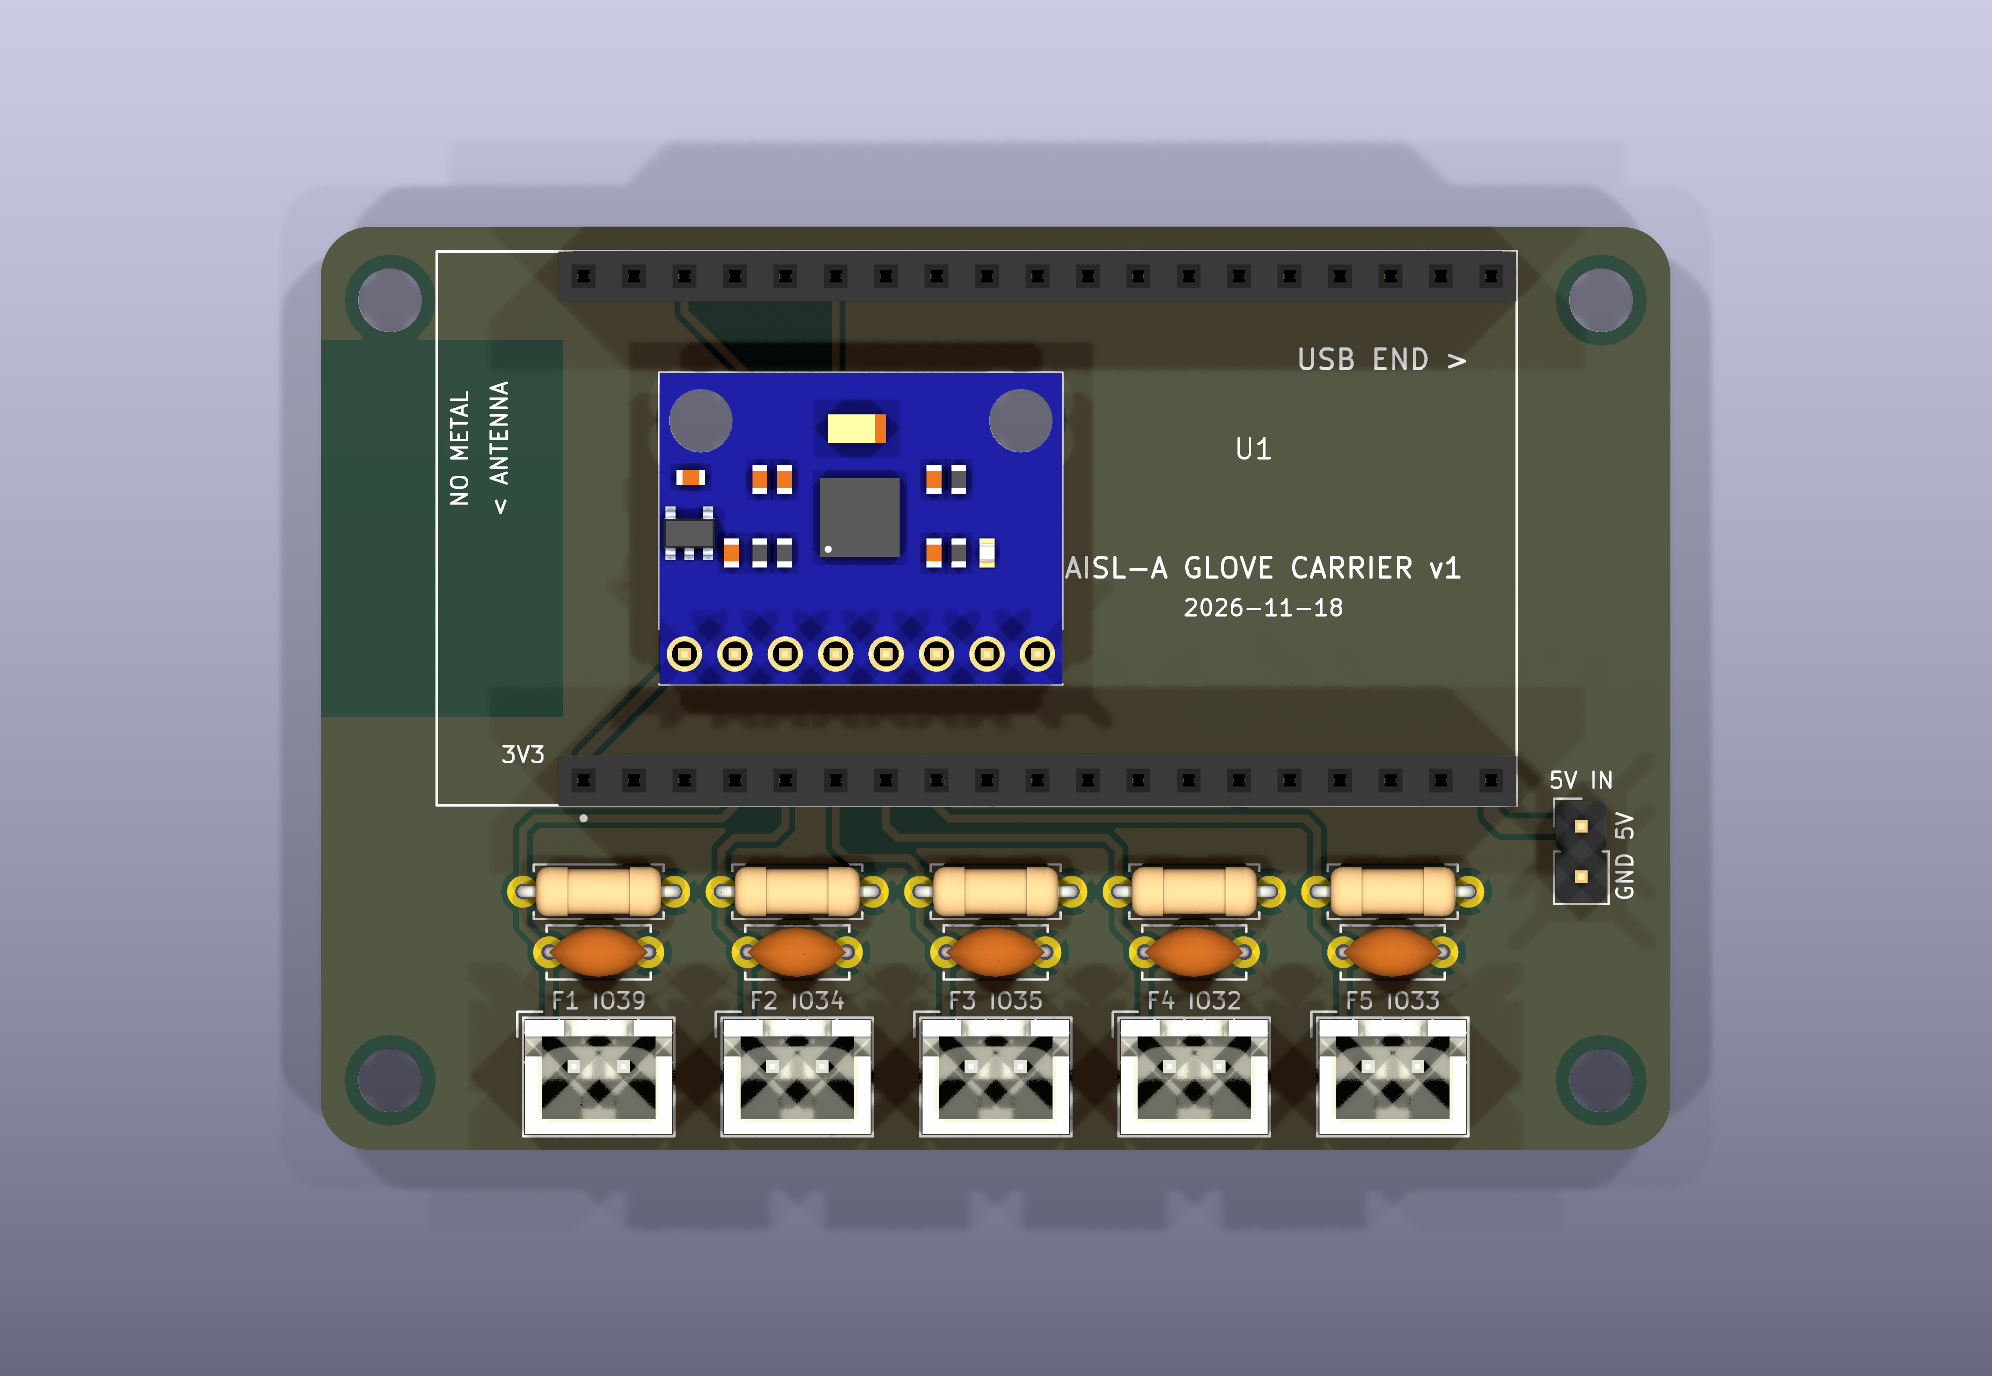 USB END >
NO METAL
< ANTENNA
U1
AISL-A GLOVE CARRIER v1
2026-11-18
3V3
5V IN
5V
GND
F1 IO39
F2 IO34
F3 IO35
F4 IO32
F5 IO33